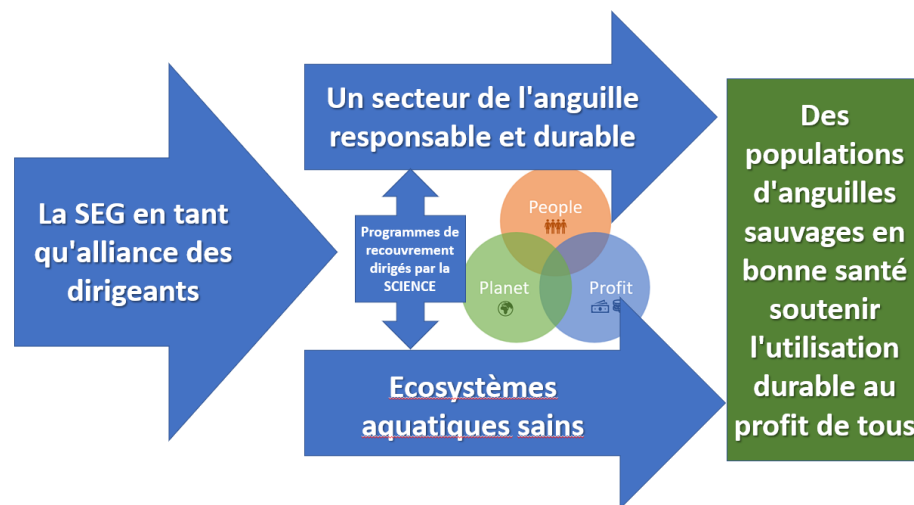 La SEG en tant
qu'alliance des
dirigeants
Un secteur de l'anguille
responsable et durable
Programmes de
recouvrement
dirigés par la
SCIENCE
People
Planet
Profit
Ecosystèmes
aquatiques sains
Des
populations
d'anguilles
sauvages en
bonne santé
soutenir
l'utilisation
durable au
profit de tous